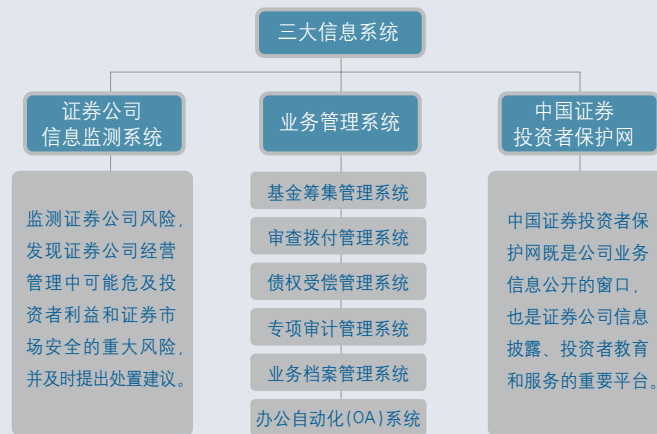 三大信息系统
证券公司
信息监测系统
监测证券公司风险，
发现证券公司经营
管理中可能危及投
资者利益和证券市
场安全的重大风险，
并及时提出处置建议。
业务管理系统
基金筹集管理系统
审查拨付管理系统
债权受偿管理系统
专项审计管理系统
业务档案管理系统
办公自动化(OA)系统
中国证券
投资者保护网
中国证券投资者保
护网既是公司业务
信息公开的窗口，
也是证券公司信息
披露、投资者教育
和服务的重要平台。